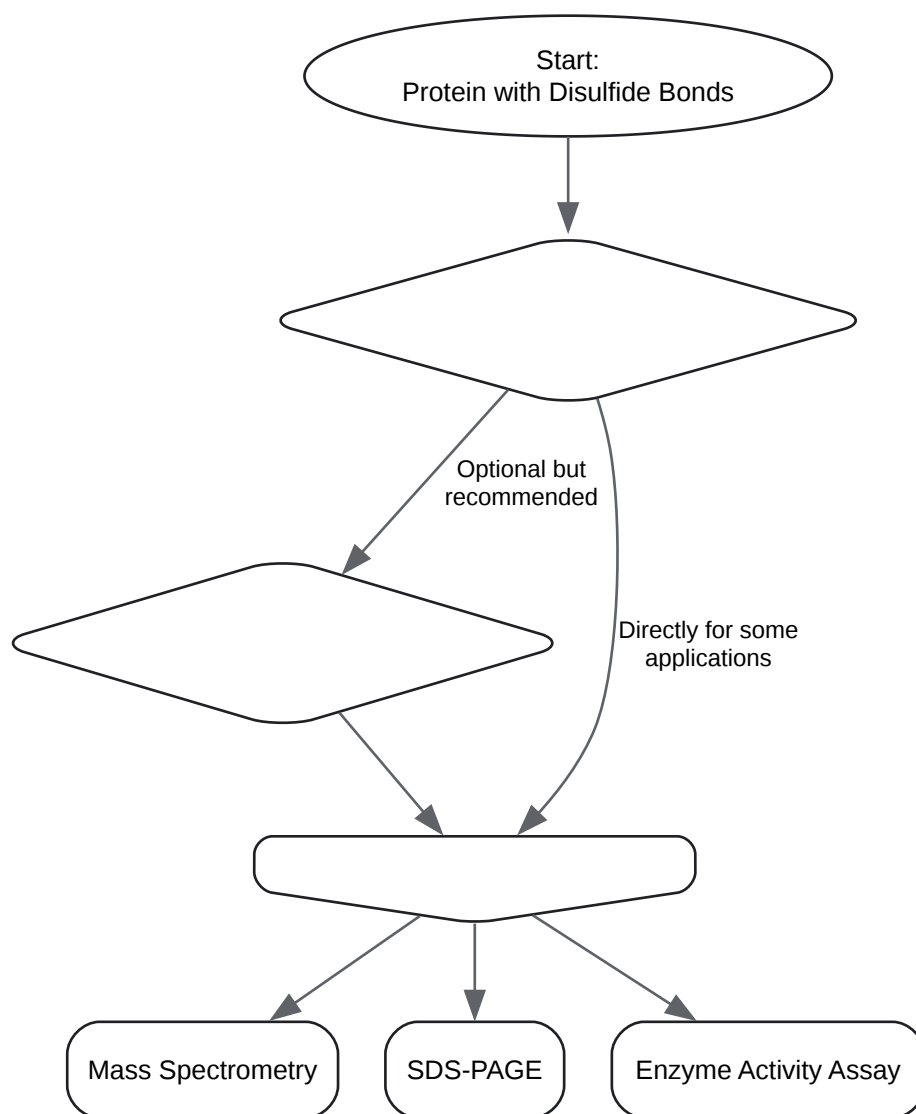 Start:
Protein with Disulfide Bonds
Optional but
recommended
Directly for some
applications
Mass Spectrometry
SDS-PAGE
Enzyme Activity Assay